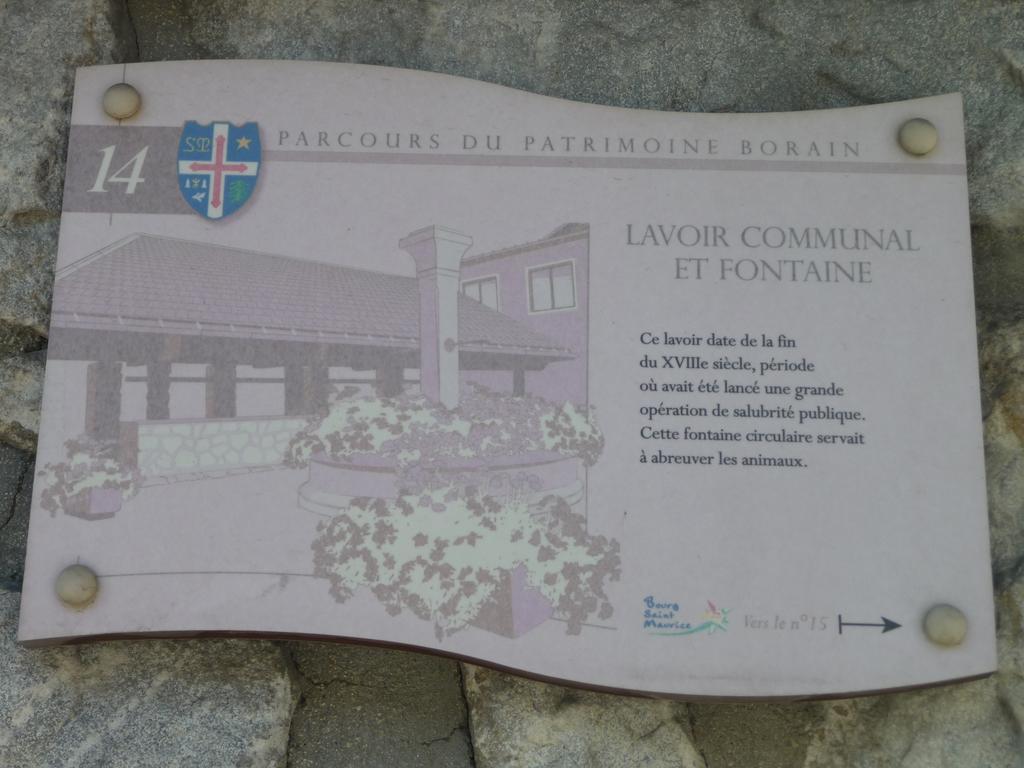 14
PARCOURS DU PATRIMOINE BORAIN
LAVOIR COMMUNAL
ET FONTAINE
Ce lavoir date de la fin
du XVIIIe siècle, période
où avait été lancé une grande
opération de salubrité publique.
Cette fontaine circulaire servait
à abreuver les animaux.
Bourg
Saint
Maurice
Vers le n°15